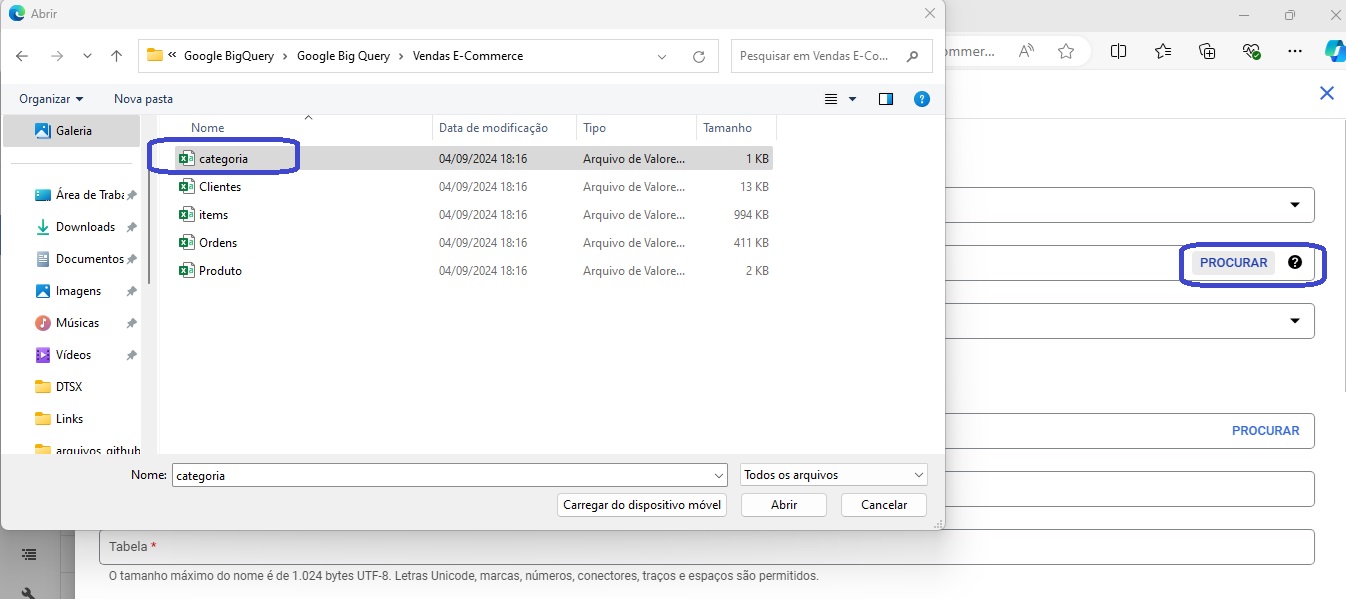 Abrir
« Google BigQuery › Google Big Query › Vendas E-Commerce
Pesquisar em Vendas E-Co...
ommer...
Organizar
Nova pasta
Galeria
Área de Traba
Downloads
Documentos
Imagens
Músicas
Vídeos
DTSX
Links
arquivos_github
Nome Data de modificação Tipo Tamanho
categoria 04/09/2024 18:16 Arquivo de Valore... 1 KB
Clientes 04/09/2024 18:16 Arquivo de Valore... 13 KB
items 04/09/2024 18:16 Arquivo de Valore... 994 KB
Ordens 04/09/2024 18:16 Arquivo de Valore... 411 KB
Produto 04/09/2024 18:16 Arquivo de Valore... 2 KB
PROCURAR
PROCURAR
Nome: categoria
Todos os arquivos
Carregar do dispositivo móvel
Abrir
Cancelar
Tabela *
O tamanho máximo do nome é de 1.024 bytes UTF-8. Letras Unicode, marcas, números, conectores, traços e espaços são permitidos.